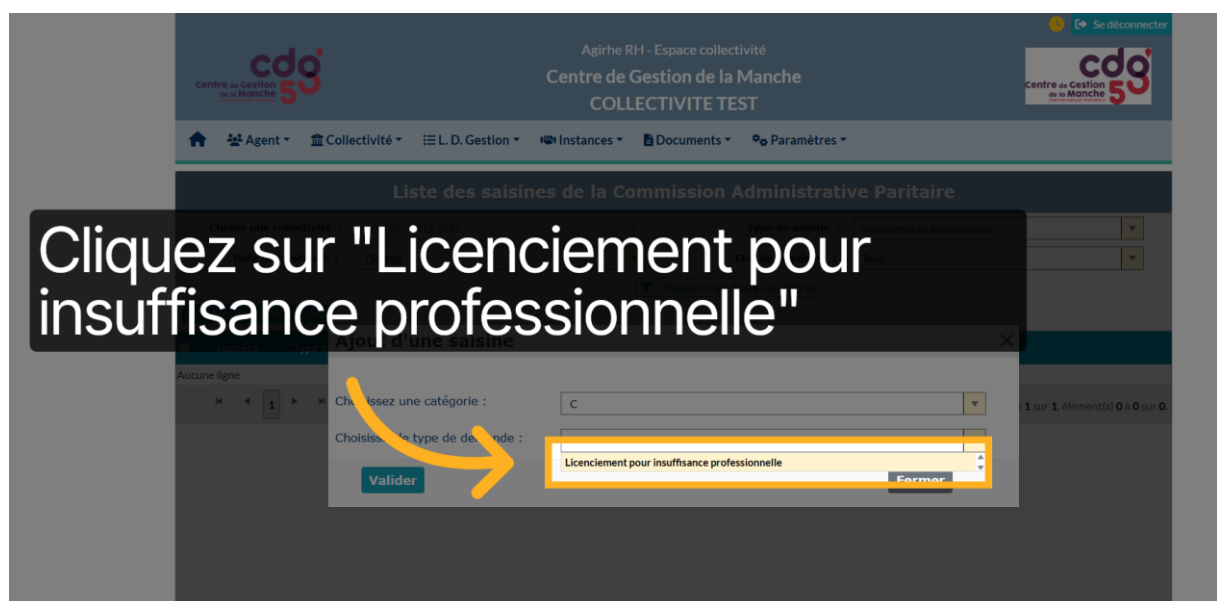 Se déconnecter
Agirhe RH - Espace collectivité
cdg
Centre de Gestion
de la Manche
50
Centre de Gestion de la Manche
COLLECTIVITE TEST
cdg
Centre de Gestion
de la Manche
50
Agent
Collectivité
L. D. Gestion
Instances
Documents
Paramètres
Liste des saisines de la Commission Administrative Paritaire
Cliquez sur "Licenciement pour
insuffisance professionnelle"
Ajout d'une saisine
Aucune ligne
1
Choisissez une catégorie :
C
1 sur 1, élément(s) 0 à 0 sur 0.
type de demande :
Licenciement pour insuffisance professionnelle
Valider
Fermer